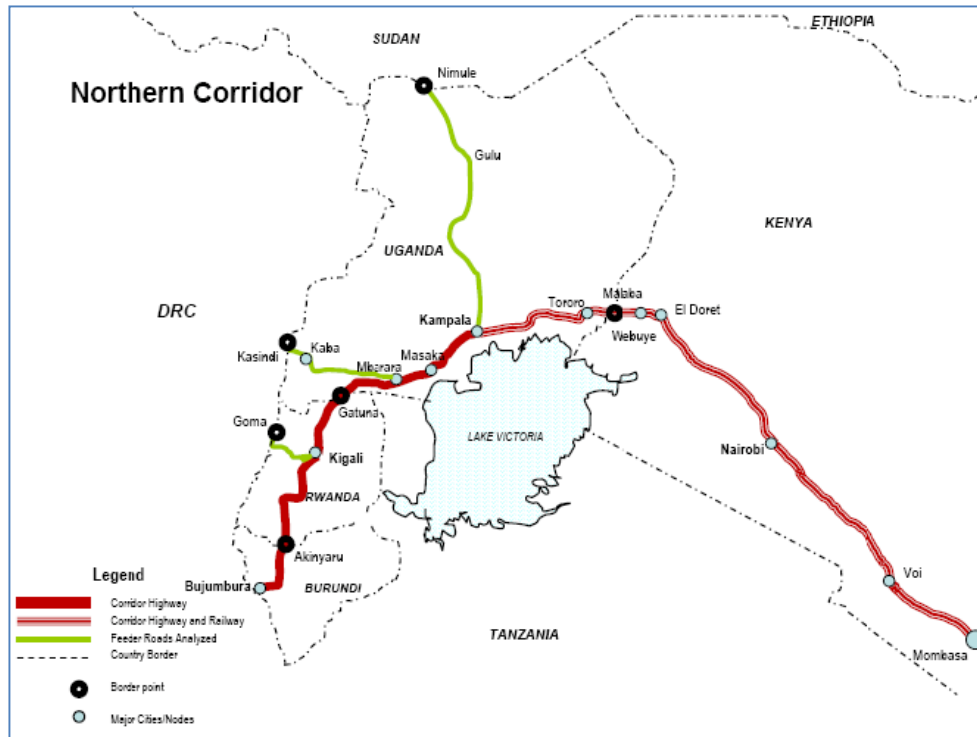 ETHIOPIA
SUDAN
Nimule
Northern Corridor
Gulu
KENYA
UGANDA
DRC
Malaba
Tororo
El Doret
Kampala
Webuye
Kaba
Masaka
Kasindi
Mbarara
Gatuna
Goma
LAKE VICTORIA
Nairobi
Kigali
RWANDA
Akinyaru
Legend
Voi
Bujumbura
BURUNDI
Corridor Highway
Corridor Highway and Railway
TANZANIA
Feeder Roads Analyzed
Country Border
Mombasa
Border point
Major Cities/Nodes